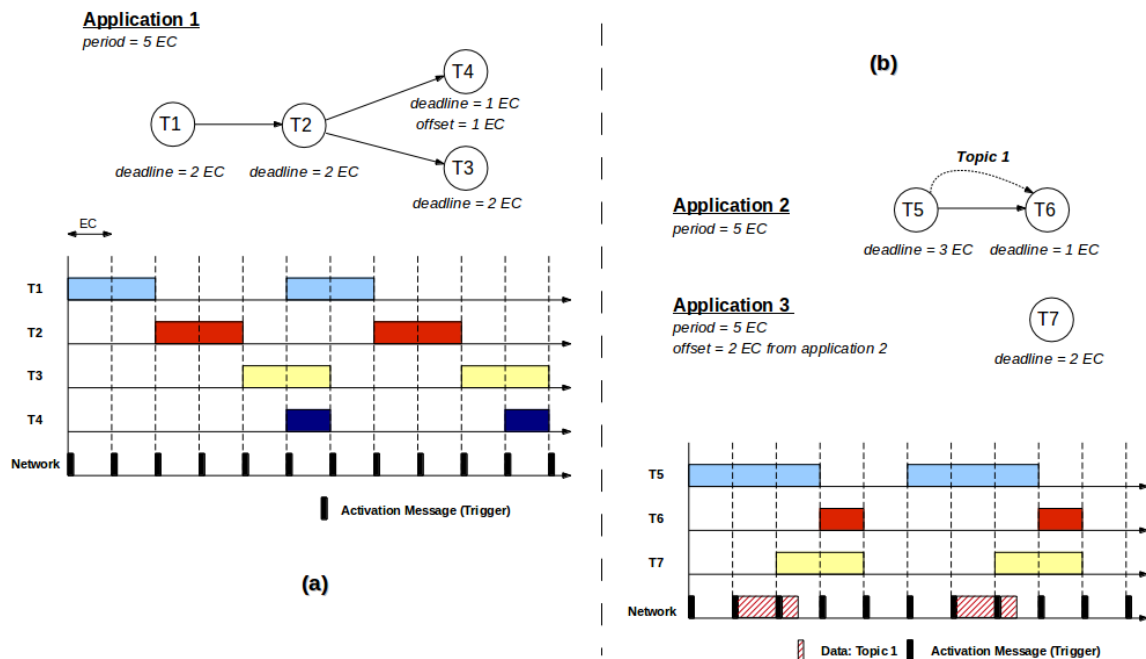 Application 1
period = 5 EC
T4
deadline = 1 EC
offset = 1 EC
T1
T2
deadline = 2 EC
deadline = 2 EC
T3
deadline = 2 EC
EC
T1
T2
T3
T4
Network
Activation Message (Trigger)
(a)
(b)
Topic 1
Application 2
period = 5 EC
T5
T6
deadline = 3 EC
deadline = 1 EC
Application 3
period = 5 EC
offset = 2 EC from application 2
T7
deadline = 2 EC
T5
T6
T7
Network
Data: Topic 1
Activation Message (Trigger)